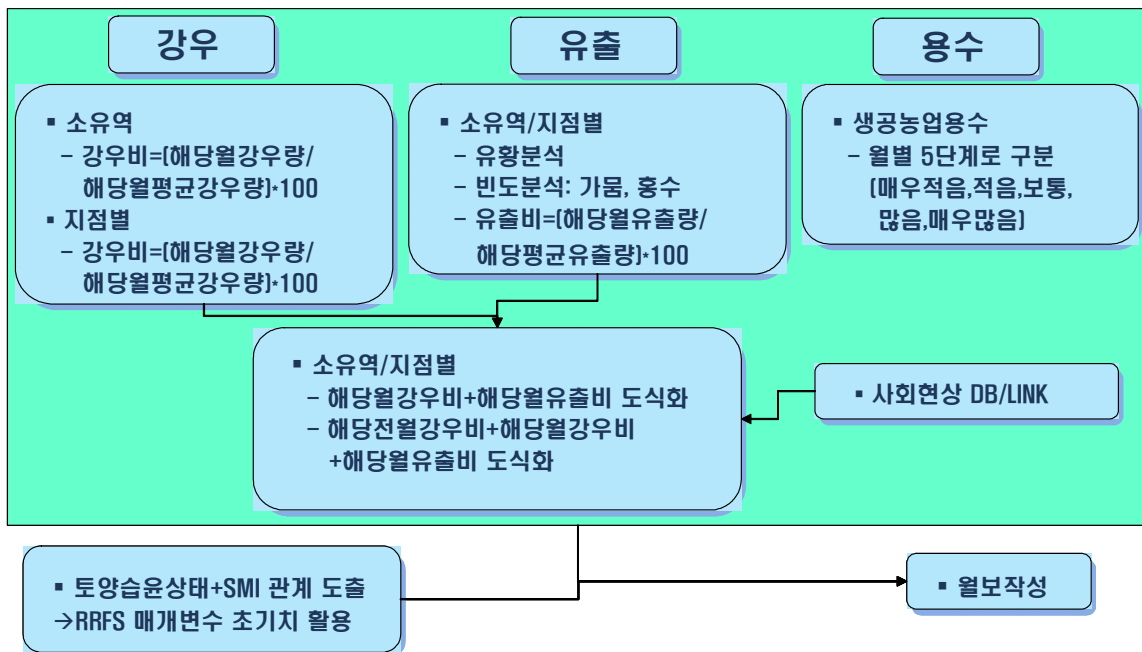 강우
유출
용수
▪ 소유역
– 강우비=(해당월강우량/
해당월평균강우량)*100
▪ 지점별
– 강우비=(해당월강우량/
해당월평균강우량)*100
▪ 소유역/지점별
– 유황분석
– 빈도분석: 가뭄, 홍수
– 유출비=(해당월유출량/
해당평균유출량)*100
▪ 생공농업용수
– 월별 5단계로 구분
(매우적음,적음,보통,
많음,매우많음)
▪ 소유역/지점별
– 해당월강우비+해당월유출비 도식화
– 해당전월강우비+해당월강우비
+해당월유출비 도식화
▪ 사회현상 DB/LINK
▪ 토양습윤상태+SMI 관계 도출
→RRFS 매개변수 초기치 활용
▪ 월보작성